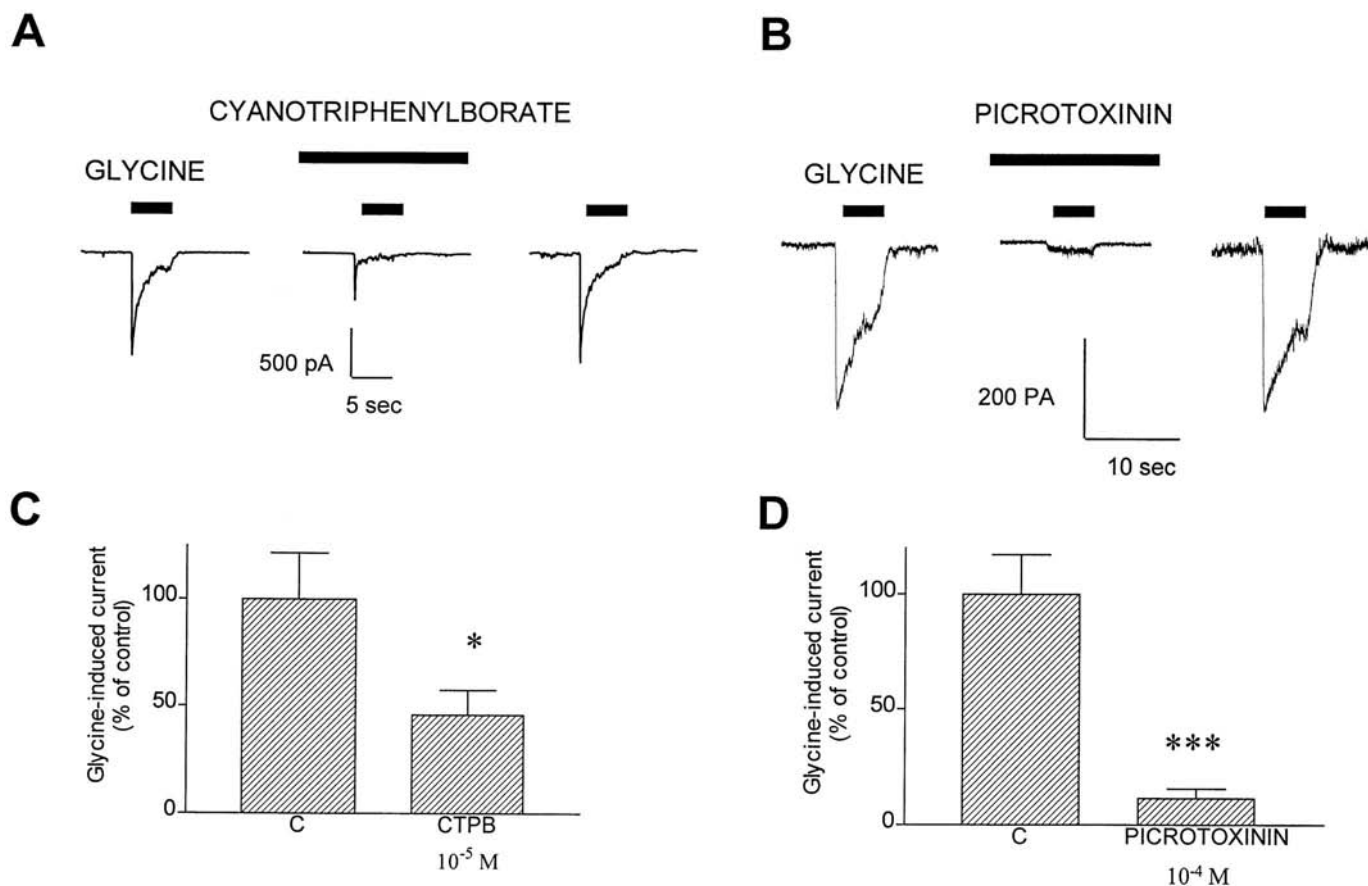 A
CYANOTRIPHENYLBORATE
GLYCINE
500 pA
5 sec
B
PICROTOXININ
GLYCINE
200 PA
10 sec
C
Glycine-induced current
(% of control)
100
50
0
*
C
CTPB
10⁻⁵ M
D
Glycine-induced current
(% of control)
100
50
0
***
C
PICROTOXININ
10⁻⁴ M